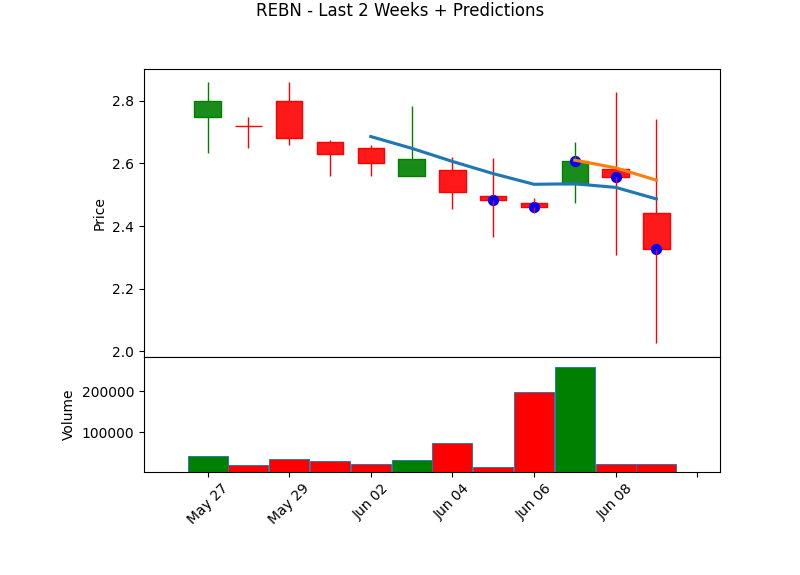 REBN - Last 2 Weeks + Predictions
Price
2.8
2.6
2.4
2.2
2.0
Volume
200000
100000
May 27
May 29
Jun 02
Jun 04
Jun 06
Jun 08